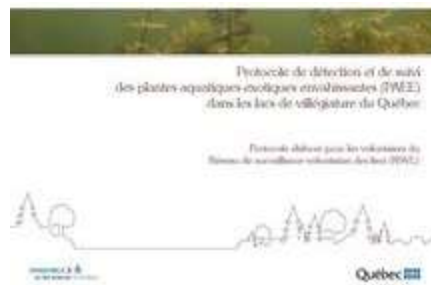 Protocole de détection et de suivi
des plantes aquatiques exotiques envahissantes (PAEE)
dans les lacs de villégiature du Québec
Protocole élaboré pour les volontaires du
Réseau de surveillance volontaire des lacs (RSVL)
Québec